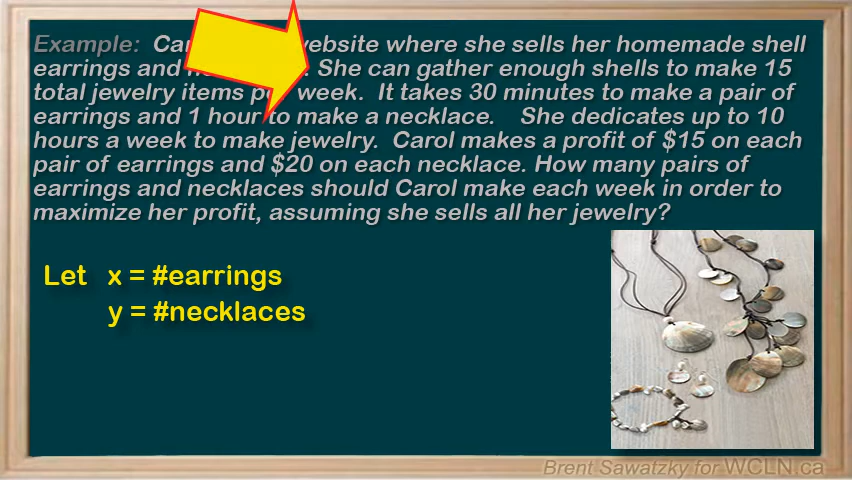 Example: Ca ebsite where she sells her homemade shell
earrings and . She can gather enough shells to make 15
total jewelry items per week. It takes 30 minutes to make a pair of
earrings and 1 hour to make a necklace. She dedicates up to 10
hours a week to make jewelry. Carol makes a profit of $15 on each
pair of earrings and $20 on each necklace. How many pairs of
earrings and necklaces should Carol make each week in order to
maximize her profit, assuming she sells all her jewelry?
Let x = #earrings
y = #necklaces
Brent Sawatzky for WCLN.ca